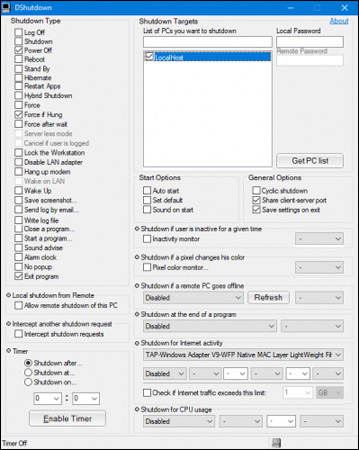 DShutdown
Shutdown Type
Log Off
Shutdown
Power Off
Reboot
Stand By
Hibernate
Restart Apps
Hybrid Shutdown
Force
Force if Hung
Force after wait
Server less mode
Cancel if user is logged
Lock the Workstation
Disable LAN adapter
Hang up modem
Wake on LAN
Wake Up
Save screenshot...
Send log by email...
Write log file
Close a program...
Start a program...
Sound advise
Alarm clock
No popup
Exit program
Local shutdown from Remote
Allow remote shutdown of this PC
Intercept another shutdown request
Intercept shutdown requests
Timer
Shutdown after...
Shutdown at...
Shutdown on...
0 : 0
Enable Timer
Shutdown Targets
About
List of PCs you want to shutdown
Local Password
Remote Password
LocalHost
Get PC list
Start Options
Auto start
Set default
Sound on start
General Options
Cyclic shutdown
Share client-server port
Save settings on exit
Shutdown if user is inactive for a given time
Inactivity monitor
-
Shutdown if a pixel changes his color
Pixel color monitor...
-
Shutdown if a remote PC goes offline
Disabled
Refresh
-
Shutdown at the end of a program
Disabled
-
Shutdown for Internet activity
TAP-Windows Adapter V9-WFP Native MAC Layer LightWeight Fil
Disabled - - - - -
Check if Internet traffic exceeds this limit: 1 GB
Shutdown for CPU usage
Disabled - - -
Timer Off